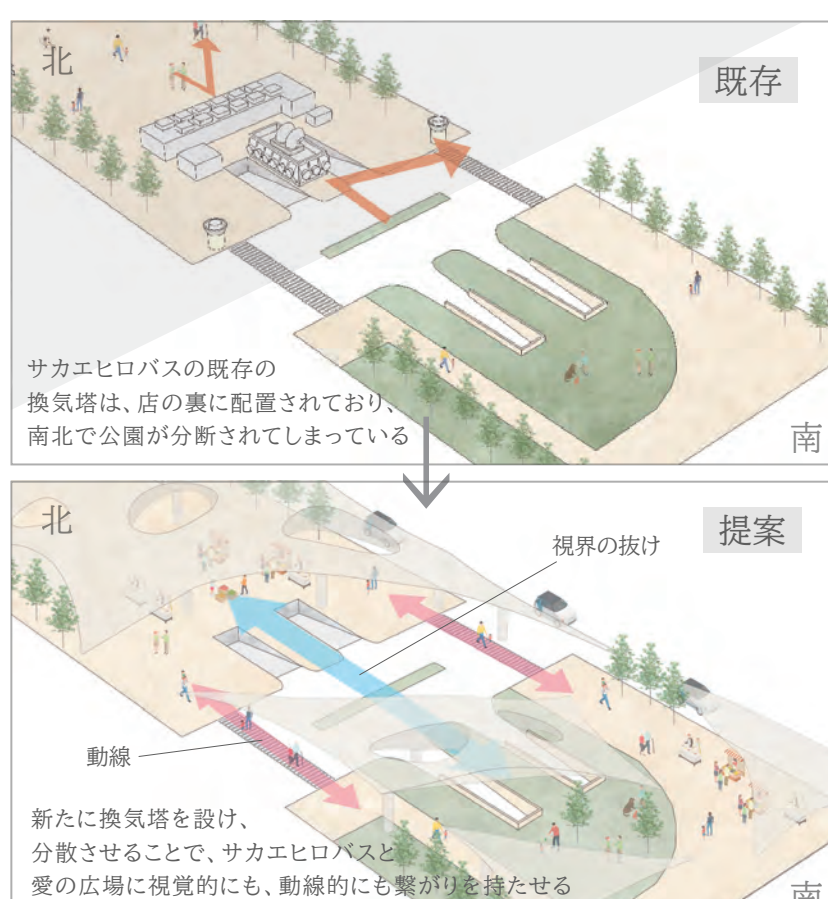 北
既存
サカエヒロバスの既存の
換気塔は、店の裏に配置されており、
南北で公園が分断されてしまっている
南
北
提案
視界の抜け
動線
新たに換気塔を設け、
分散させることで、サカエヒロバスと
愛の広場に視覚的にも、動線的にも繋がりを持たせる
南